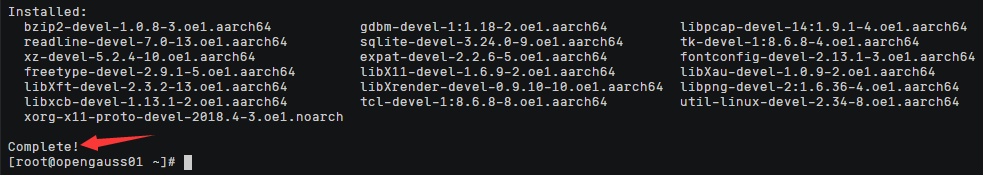 Installed:
bzip2-devel-1.0.8-3.oe1.aarch64 gdbm-devel-1:1.18-2.oe1.aarch64 libpcap-devel-14:1.9.1-4.oe1.aarch64
readline-devel-7.0-13.oe1.aarch64 sqlite-devel-3.24.0-9.oe1.aarch64 tk-devel-1:8.6.8-4.oe1.aarch64
xz-devel-5.2.4-10.oe1.aarch64 expat-devel-2.2.6-5.oe1.aarch64 fontconfig-devel-2.13.1-3.oe1.aarch64
freetype-devel-2.9.1-5.oe1.aarch64 libX11-devel-1.6.9-2.oe1.aarch64 libXau-devel-1.0.9-2.oe1.aarch64
libXft-devel-2.3.2-13.oe1.aarch64 libXrender-devel-0.9.10-10.oe1.aarch64 libpng-devel-2:1.6.36-4.oe1.aarch64
libxcb-devel-1.13.1-2.oe1.aarch64 tcl-devel-1:8.6.8-8.oe1.aarch64 util-linux-devel-2.34-8.oe1.aarch64
xorg-x11-proto-devel-2018.4-3.oe1.noarch
Complete!
[root@opengauss01 ~]#